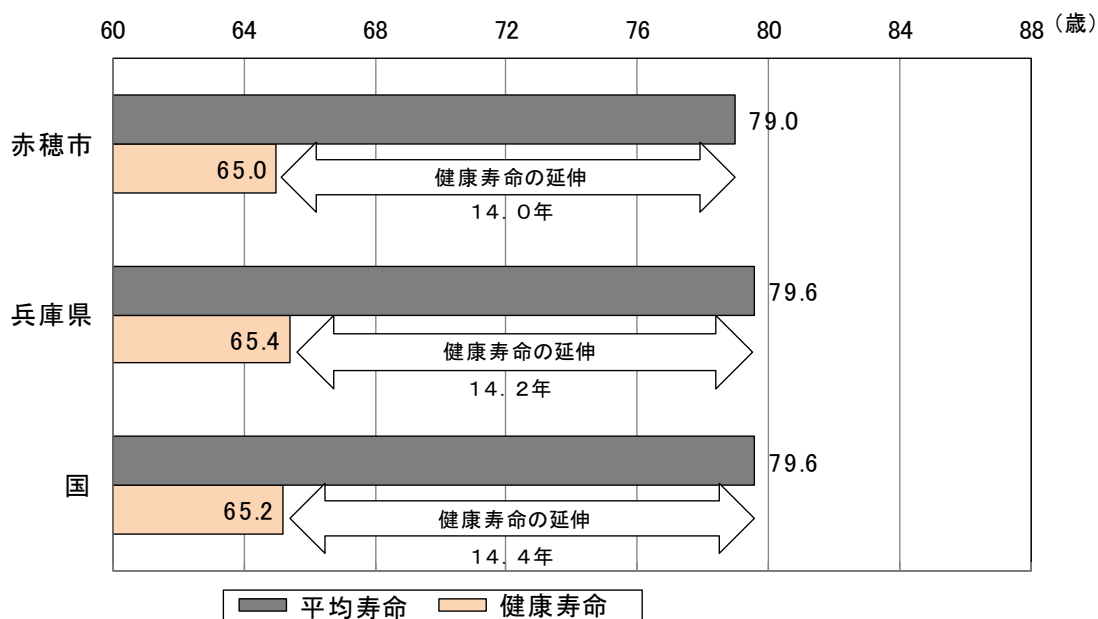 60 64 68 72 76 80 84 88 （歳）
赤穂市
79.0
65.0
健康寿命の延伸
１４．０年
兵庫県
79.6
65.4
健康寿命の延伸
１４．２年
国
79.6
65.2
健康寿命の延伸
１４．４年
平均寿命 健康寿命